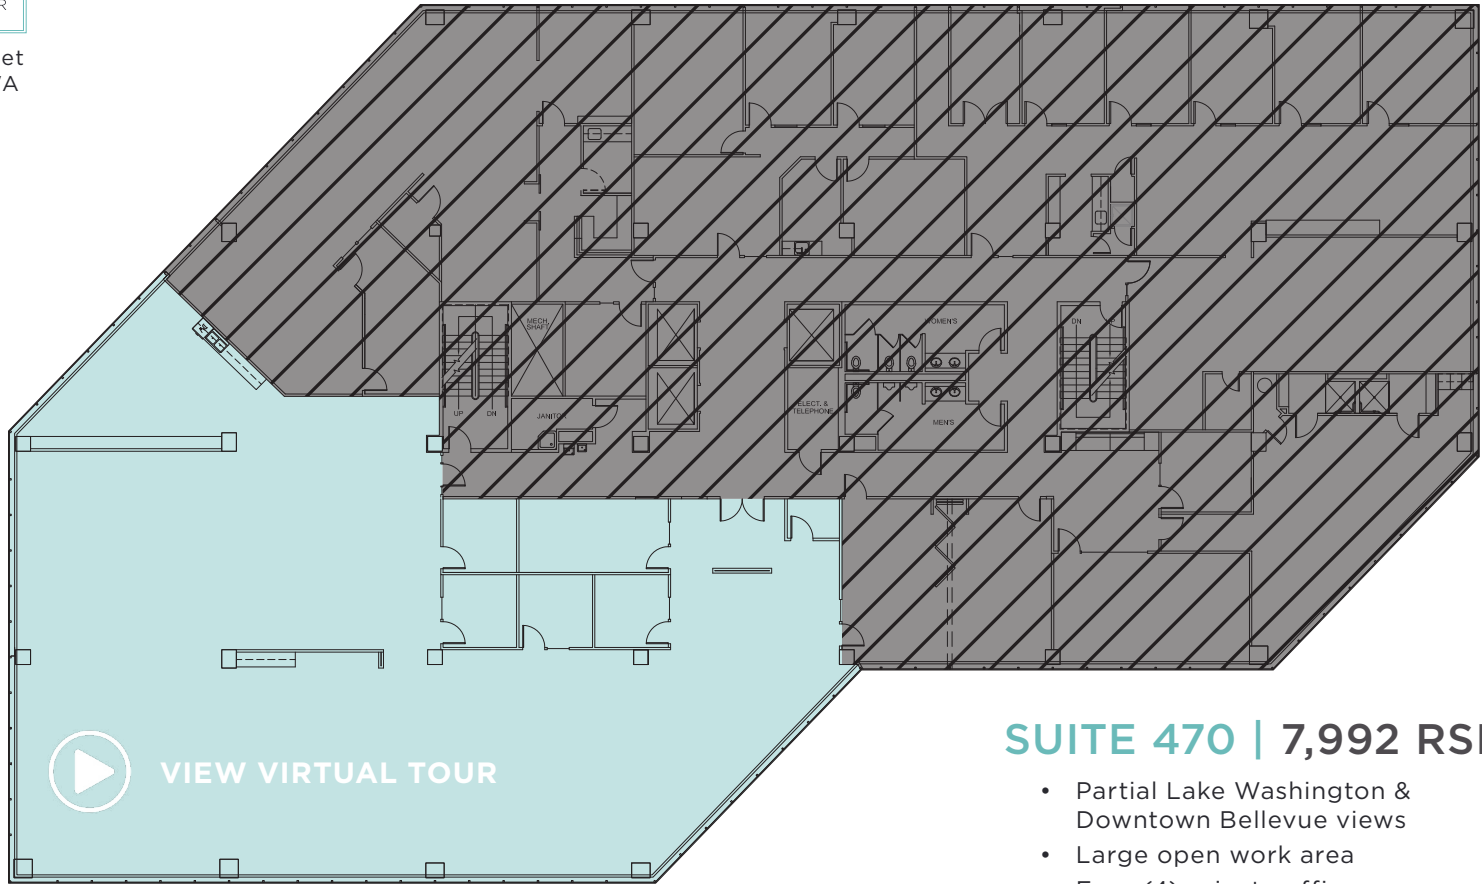 R
et
WOMEN'S
MECH.
SHAFT
DN
UP
UP
DN
JANITOR
ELECT. &
TELEPHONE
MEN'S
SUITE 470 | 7,992
• Partial Lake Washington &
Downtown Bellevue views
• Large open work area
VIEW VIRTUAL TOUR